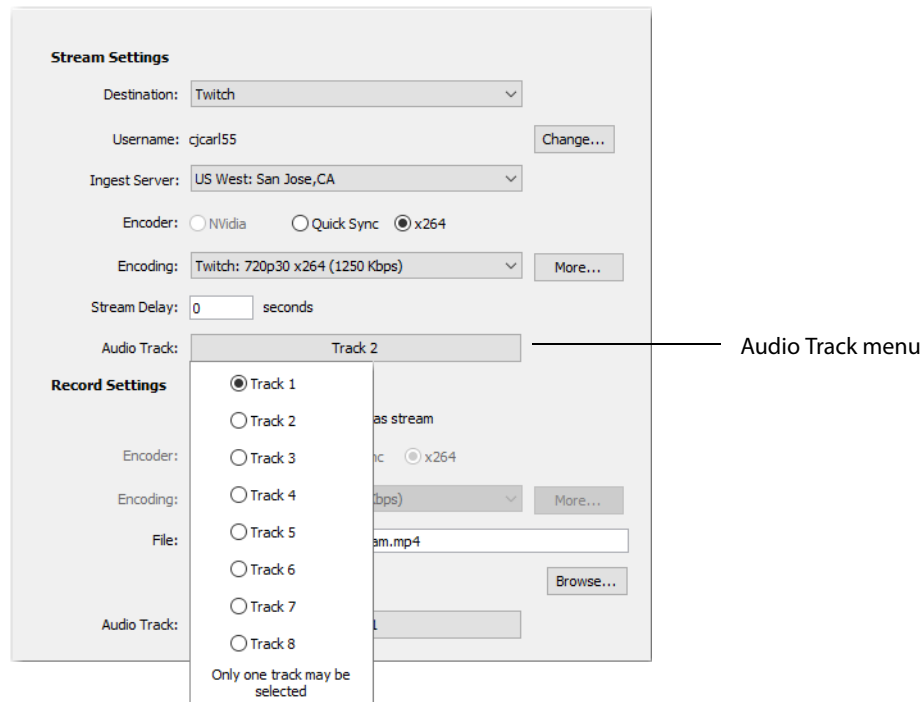 Stream Settings
Destination: Twitch
Username: cjcarl55 Change...
Ingest Server: US West: San Jose,CA
Encoder: NVidia Quick Sync x264
Encoding: Twitch: 720p30 x264 (1250 Kbps) More...
Stream Delay: 0 seconds
Audio Track: Track 2 Audio Track menu
Record Settings Track 1
Track 2 as stream
Encoder: Track 3 x264
Track 4
Encoding: More...
Track 5
File: am.mp4
Track 6
Browse...
Track 7
Audio Track:
Track 8
Only one track may be
selected